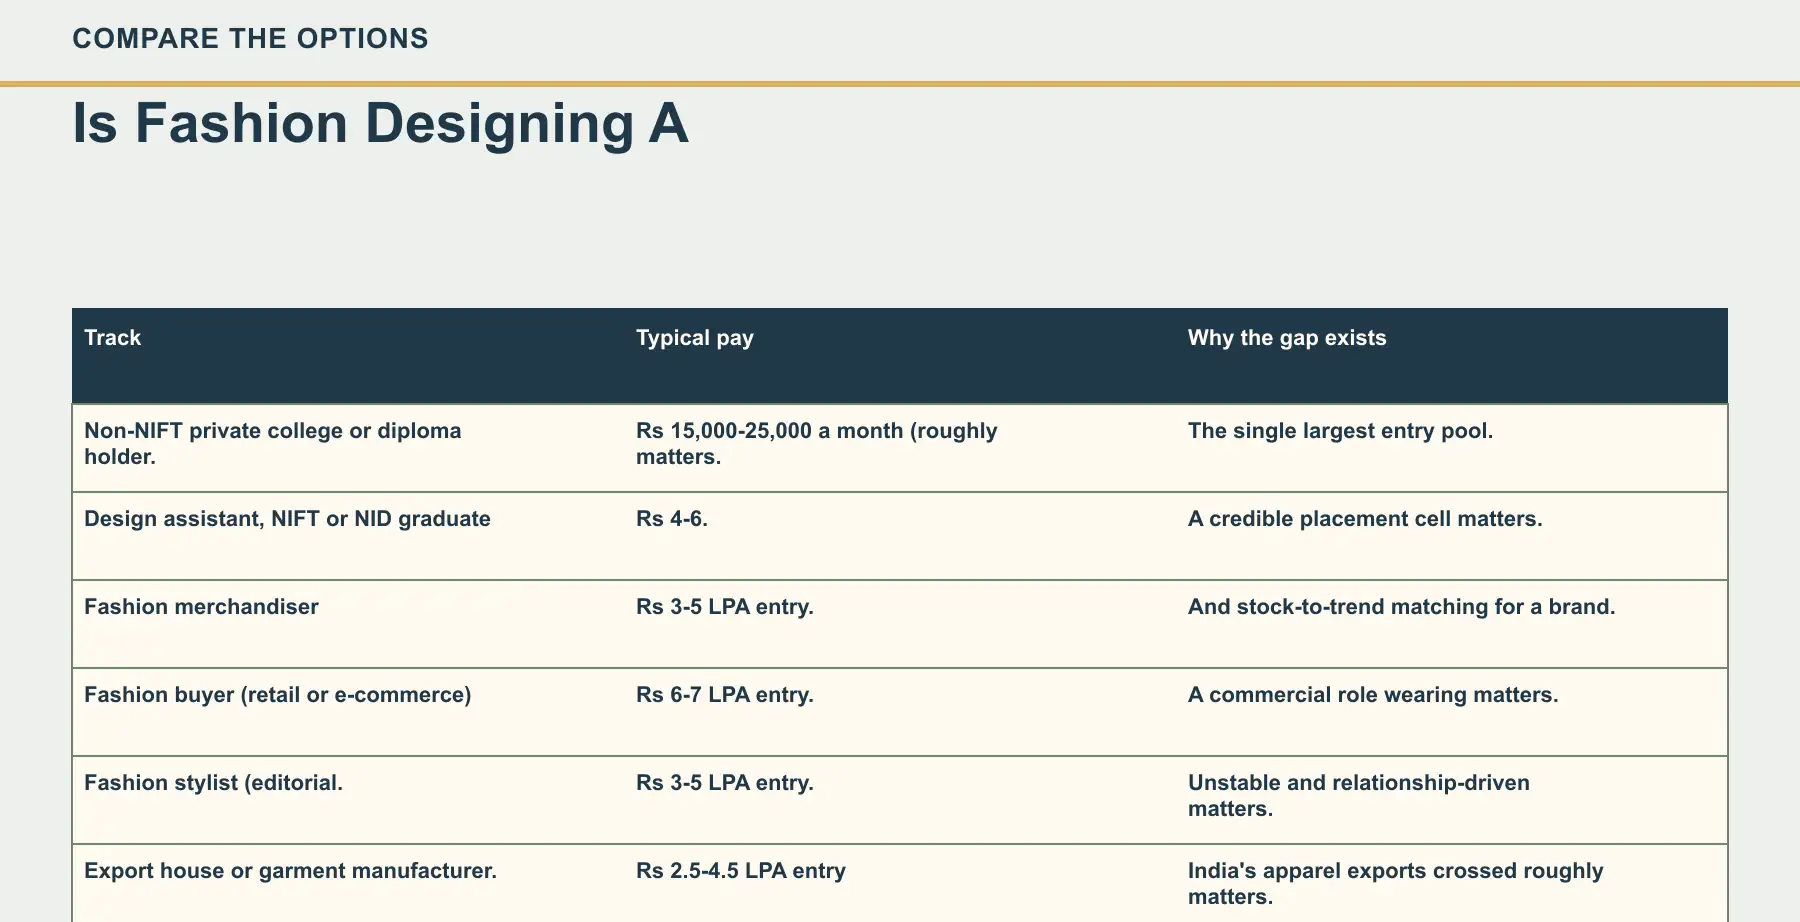 COMPARE THE OPTIONS
Is Fashion Designing A
Track
Typical pay
Why the gap exists
Non-NIFT private college or diploma
holder.
Rs 15,000-25,000 a month (roughly
matters.
The single largest entry pool.
Design assistant, NIFT or NID graduate
Rs 4-6.
A credible placement cell matters.
Fashion merchandiser
Rs 3-5 LPA entry.
And stock-to-trend matching for a brand.
Fashion buyer (retail or e-commerce)
Rs 6-7 LPA entry.
A commercial role wearing matters.
Fashion stylist (editorial.
Rs 3-5 LPA entry.
Unstable and relationship-driven
matters.
Export house or garment manufacturer.
Rs 2.5-4.5 LPA entry
India's apparel exports crossed roughly
matters.